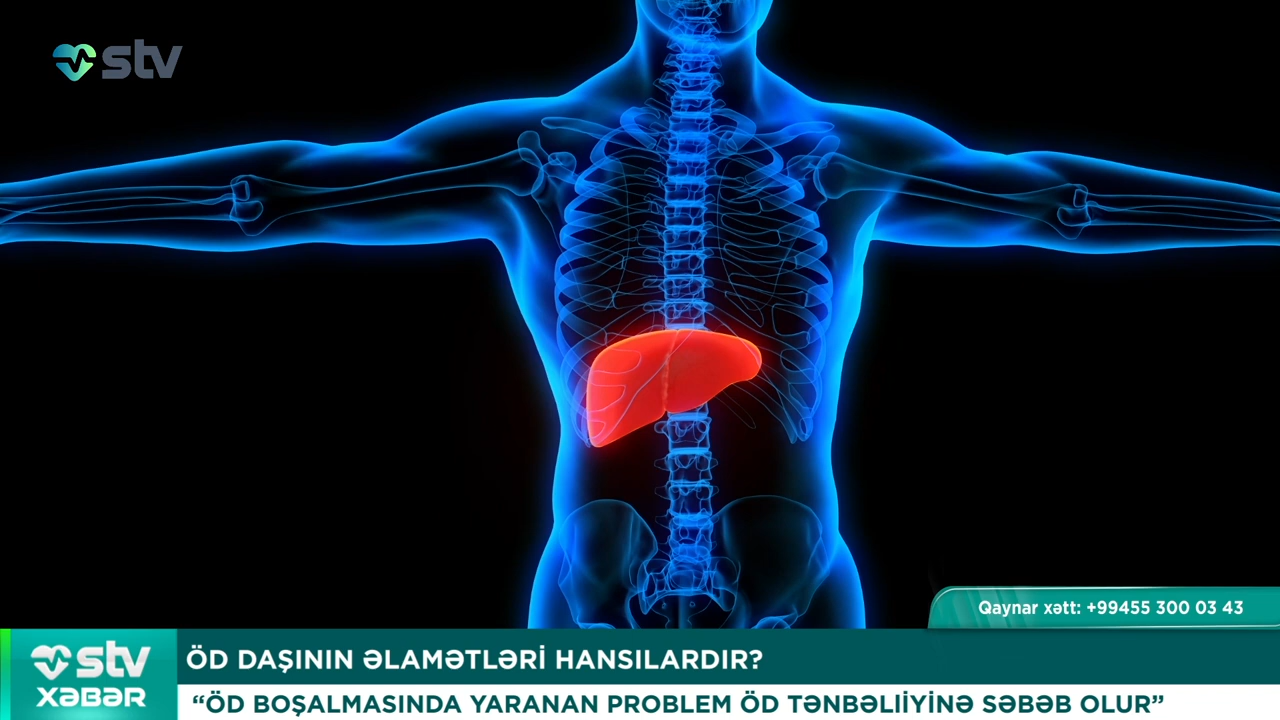 stv
Qaynar xətt: +99455 300 03 43
stv
XƏBƏR
ÖD DAŞININ ƏLAMƏTLƏRİ HANSILARDIR?
“ÖD BOŞALMASINDA YARANAN PROBLEM ÖD TƏNBƏLİİYİNƏ SƏBƏB OLUR”